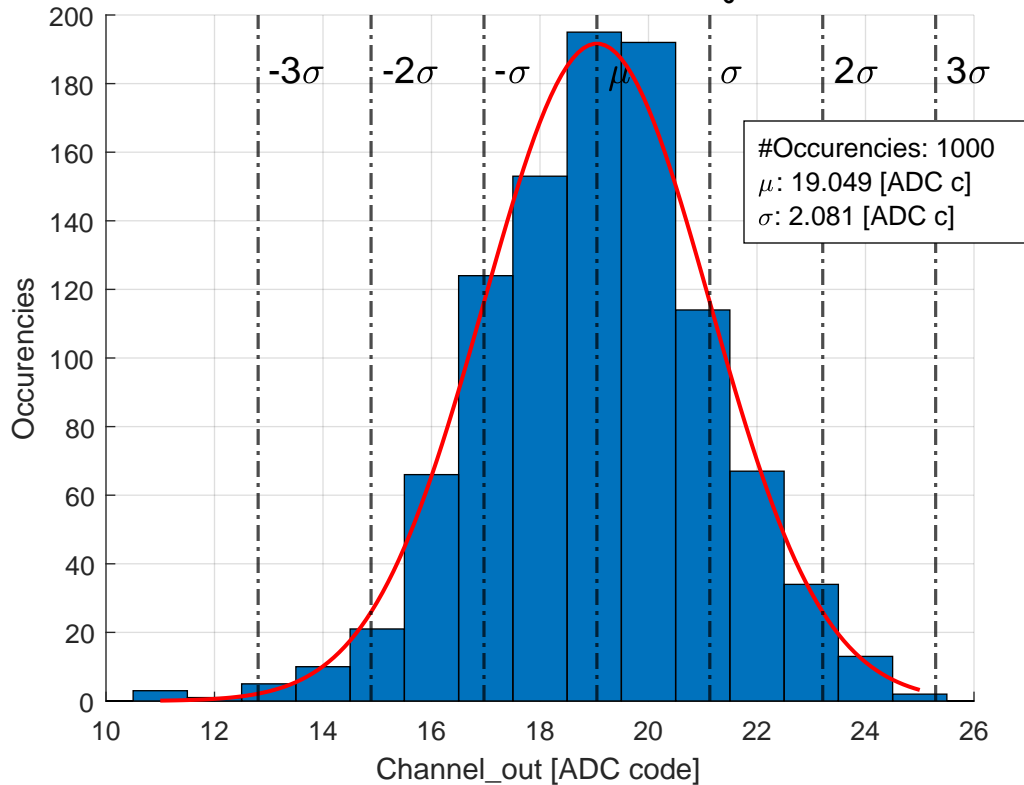 200
180
160
140
120
100
80
60
40
20
0
Occurencies
-3σ -2σ -σ μ σ 2σ 3σ
#Occurencies: 1000
μ: 19.049 [ADC c]
σ: 2.081 [ADC c]
10 12 14 16 18 20 22 24 26
Channel_out [ADC code]